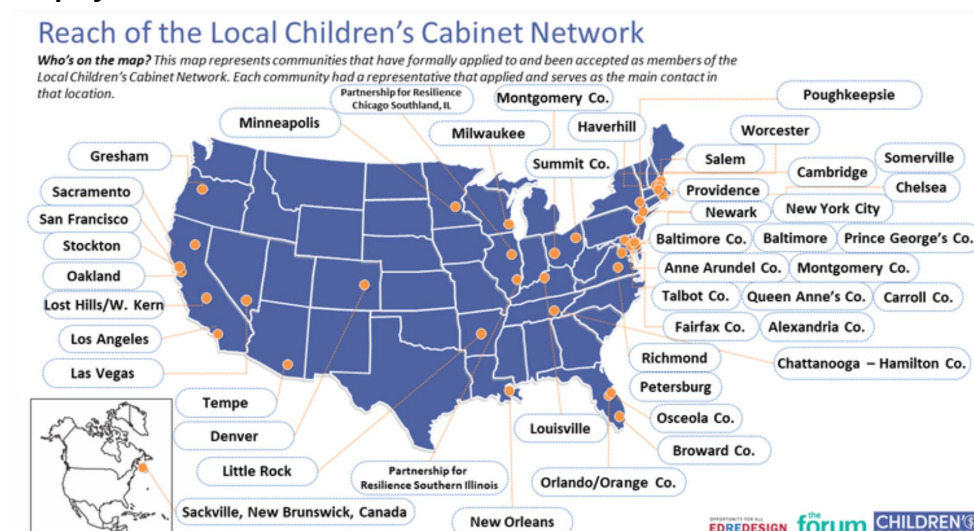 Reach of the Local Children's Cabinet Network
Who's on the map? This map represents communities that have formally applied to and been accepted as members of the
Local Children's Cabinet Network. Each community had a representative that applied and serves as the main contact in
that location.
Partnership for Resilience
Chicago Southland, IL
Montgomery Co.
Poughkeepsie
Minneapolis
Milwaukee
Haverhill
Worcester
Gresham
Summit Co.
Salem
Cambridge
Somerville
Sacramento
Providence
Chelsea
San Francisco
Newark
New York City
Stockton
Baltimore Co.
Baltimore
Prince George's Co.
Oakland
Anne Arundel Co.
Montgomery Co.
Lost Hills/W. Kern
Talbot Co.
Queen Anne's Co.
Carroll Co.
Los Angeles
Fairfax Co.
Alexandria Co.
Las Vegas
Richmond
Chattanooga – Hamilton Co.
Petersburg
Tempe
Osceola Co.
Denver
Louisville
Broward Co.
Little Rock
Partnership for
Resilience Southern Illinois
Orlando/Orange Co.
Sackville, New Brunswick, Canada
New Orleans
OPPORTUNITY FOR ALL
EDREDESIGN
the
forum
CHILDREN'S